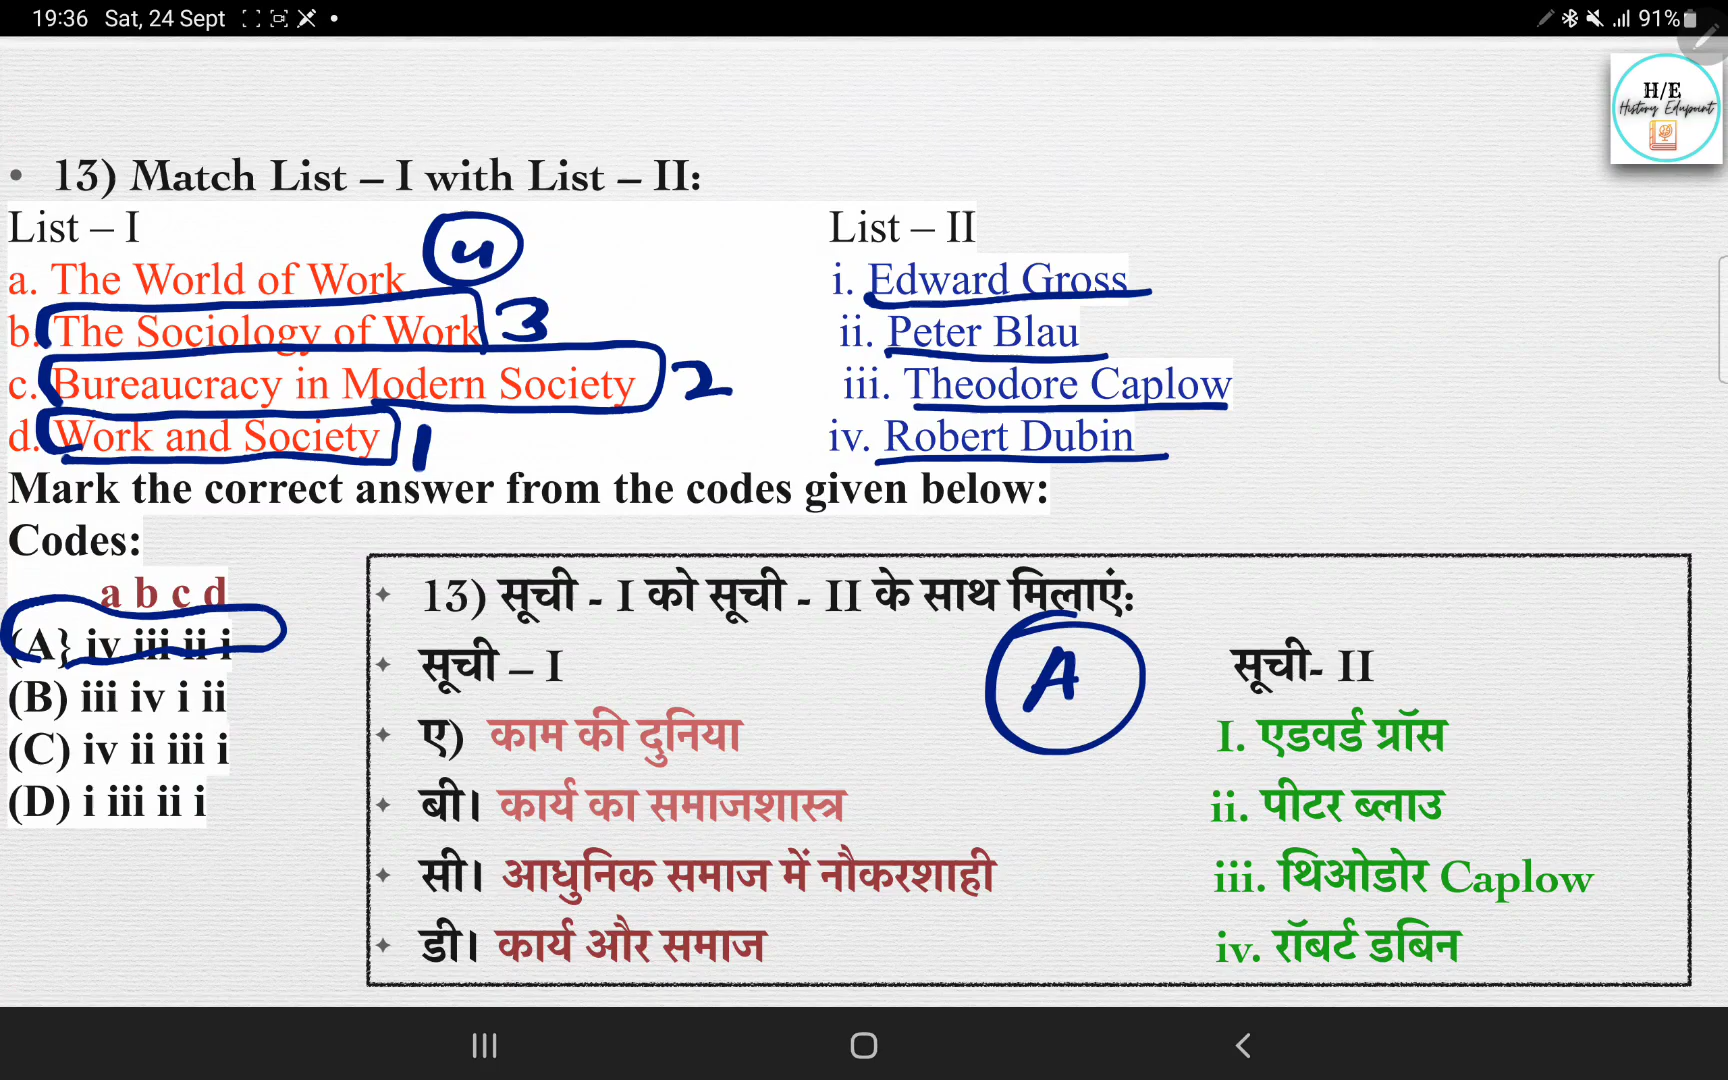 19:36 Sat, 24 Sept
91%
H/E
History Edupoint
• 13) Match List – I with List – II:
List – I List – II
4
a. The World of Work i. Edward Gross
b. The Sociology of Work 3 ii. Peter Blau
c. Bureaucracy in Modern Society 2 iii. Theodore Caplow
d. Work and Society 1 iv. Robert Dubin
Mark the correct answer from the codes given below:
Codes:
a b c d
(A} iv iii ii i
(B) iii iv i ii
(C) iv ii iii i
(D) i iii ii i
13) सूची - I को सूची - II के साथ मिलाएं:
सूची – I सूची- II
A
ए) काम की दुनिया I. एडवर्ड ग्रॉस
बी। कार्य का समाजशास्त्र ii. पीटर ब्लाउ
सी। आधुनिक समाज में नौकरशाही iii. थिओडोर Caplow
डी। कार्य और समाज iv. रॉबर्ट डबिन